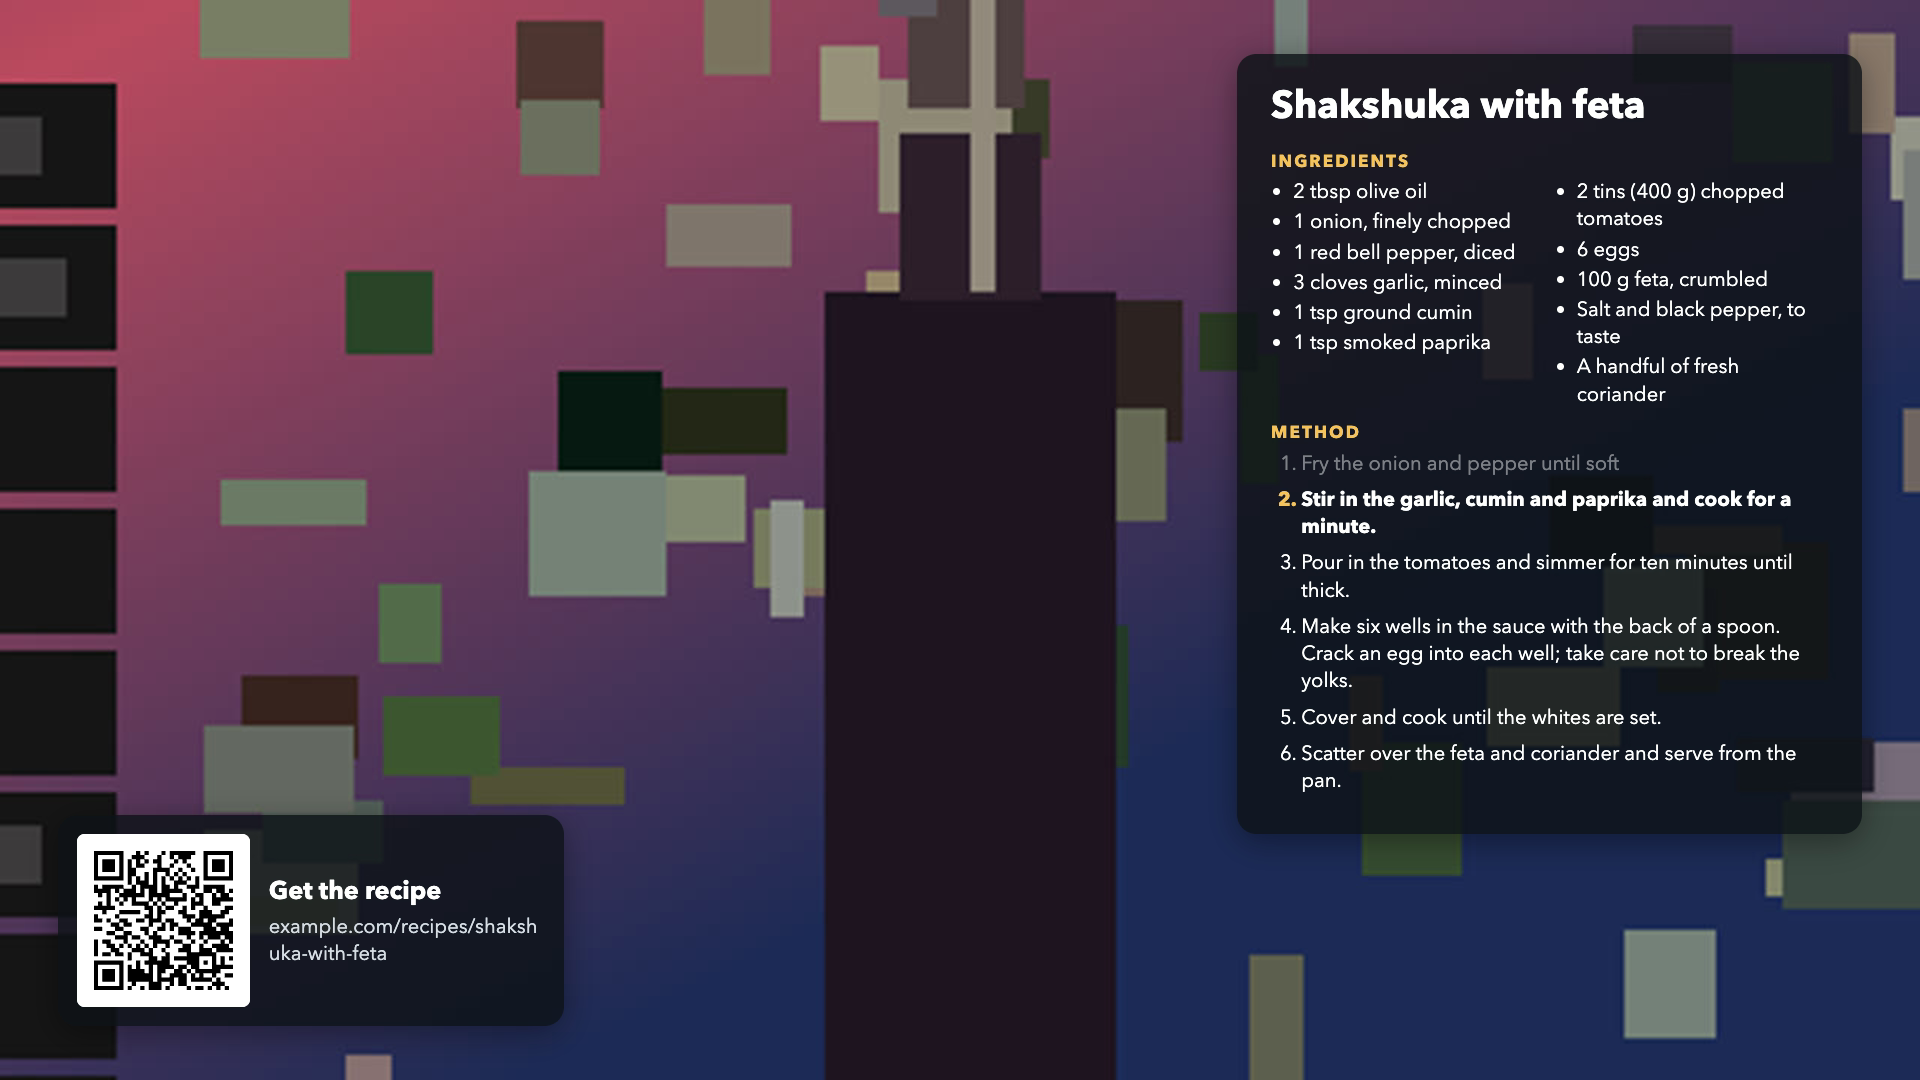 Shakshuka with feta
INGREDIENTS
• 2 tbsp olive oil
• 1 onion, finely chopped
• 1 red bell pepper, diced
• 3 cloves garlic, minced
• 1 tsp ground cumin
• 1 tsp smoked paprika
• 2 tins (400 g) chopped
tomatoes
• 6 eggs
• 100 g feta, crumbled
• Salt and black pepper, to
taste
• A handful of fresh
coriander
METHOD
1. Fry the onion and pepper until soft
2. Stir in the garlic, cumin and paprika and cook for a
minute.
3. Pour in the tomatoes and simmer for ten minutes until
thick.
4. Make six wells in the sauce with the back of a spoon.
Crack an egg into each well; take care not to break the
yolks.
5. Cover and cook until the whites are set.
6. Scatter over the feta and coriander and serve from the
pan.
Get the recipe
example.com/recipes/shaksh
uka-with-feta